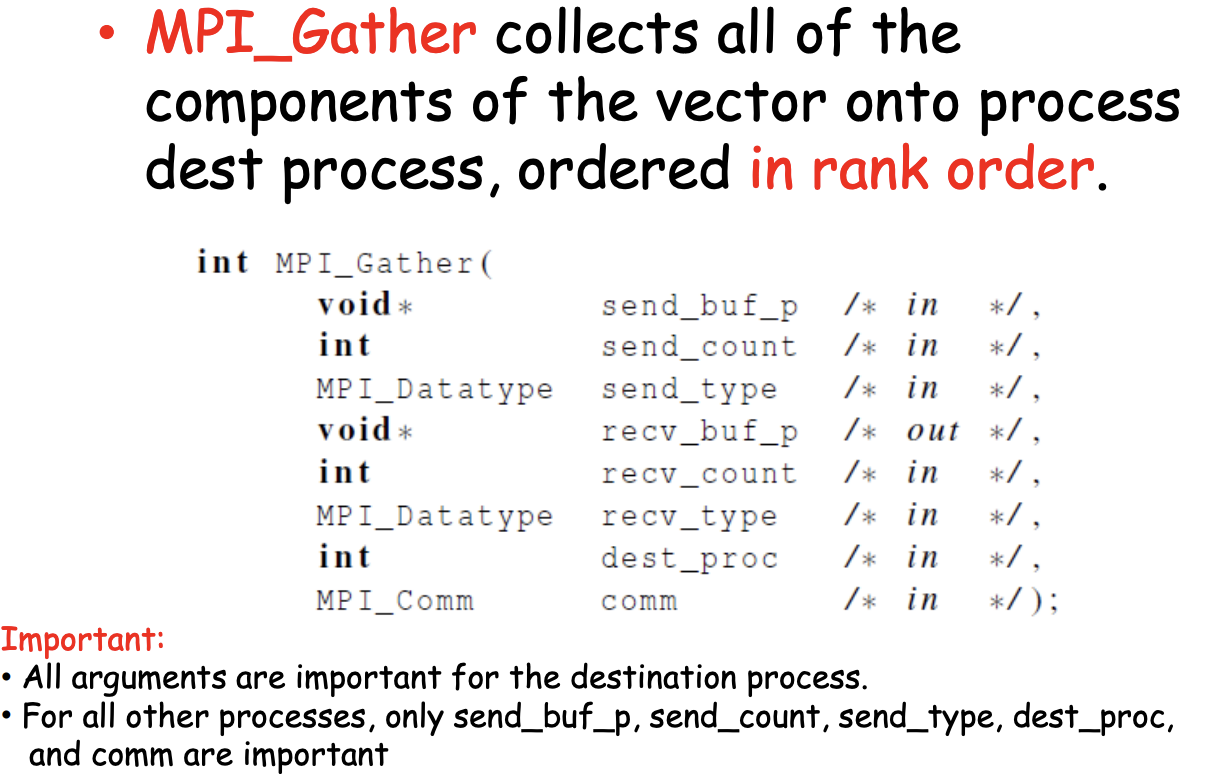 • MPI_Gather collects all of the
components of the vector onto process
dest process, ordered in rank order.
int MPI_Gather(
void* send_buf_p /* in */,
int send_count /* in */,
MPI_Datatype send_type /* in */,
void* recv_buf_p /* out */,
int recv_count /* in */,
MPI_Datatype recv_type /* in */,
int dest_proc /* in */,
MPI_Comm comm /* in */);
Important:
• All arguments are important for the destination process.
• For all other processes, only send_buf_p, send_count, send_type, dest_proc,
and comm are important